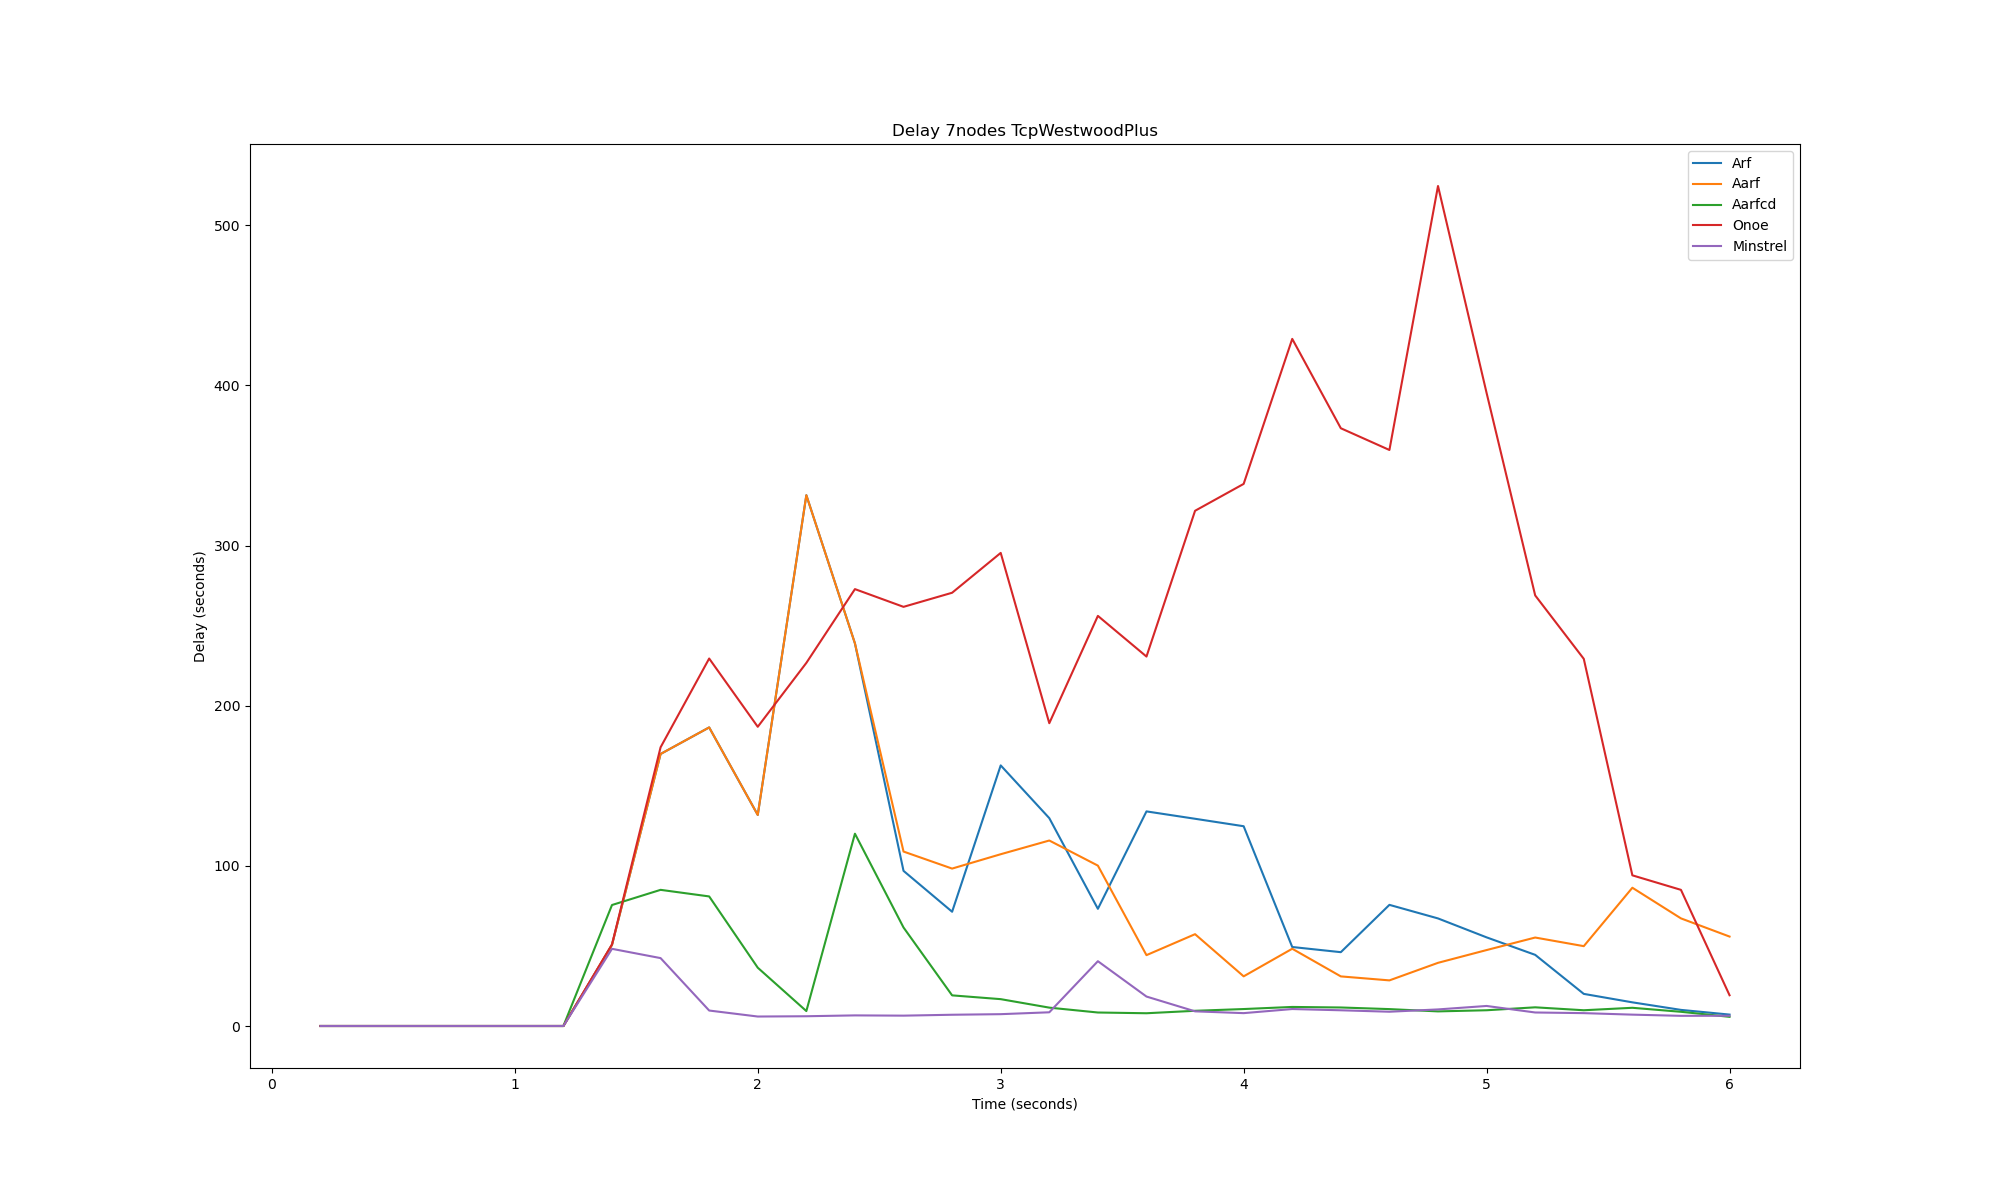 Delay 7nodes TcpWestwoodPlus
Arf
Aarf
Aarfcd
Onoe
Minstrel
500
400
300
200
100
0
Delay (seconds)
0 1 2 3 4 5 6
Time (seconds)